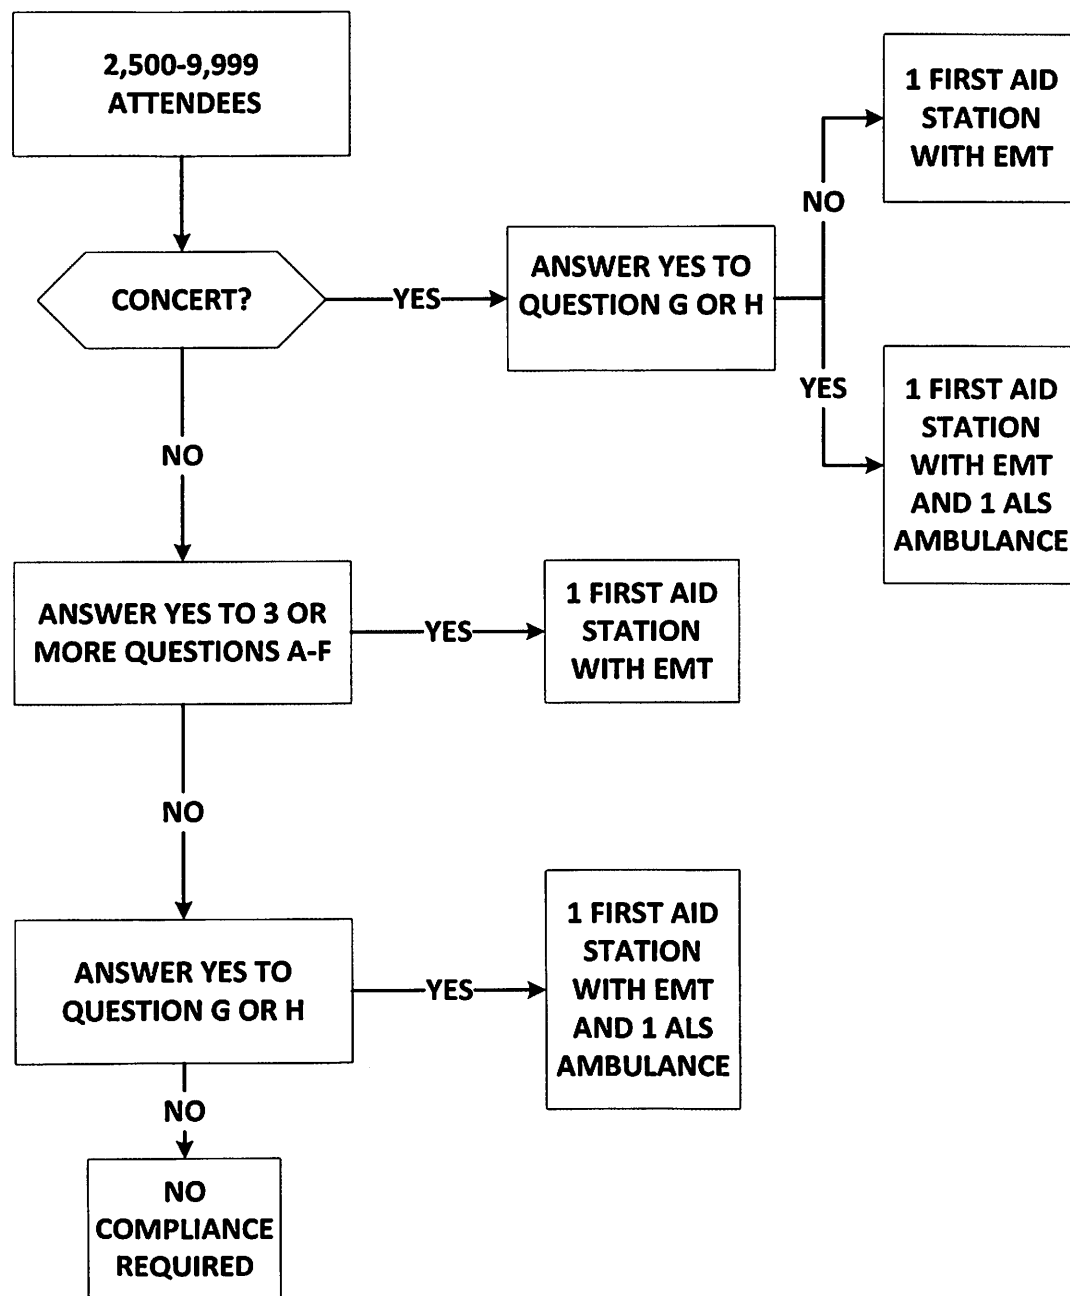 2,500-9,999
ATTENDEES
1 FIRST AID
STATION
WITH EMT
NO
CONCERT?
YES
ANSWER YES TO
QUESTION G OR H
YES
1 FIRST AID
STATION
WITH EMT
AND 1 ALS
AMBULANCE
NO
ANSWER YES TO 3 OR
MORE QUESTIONS A-F
YES
1 FIRST AID
STATION
WITH EMT
NO
ANSWER YES TO
QUESTION G OR H
YES
1 FIRST AID
STATION
WITH EMT
AND 1 ALS
AMBULANCE
NO
NO
COMPLIANCE
REQUIRED